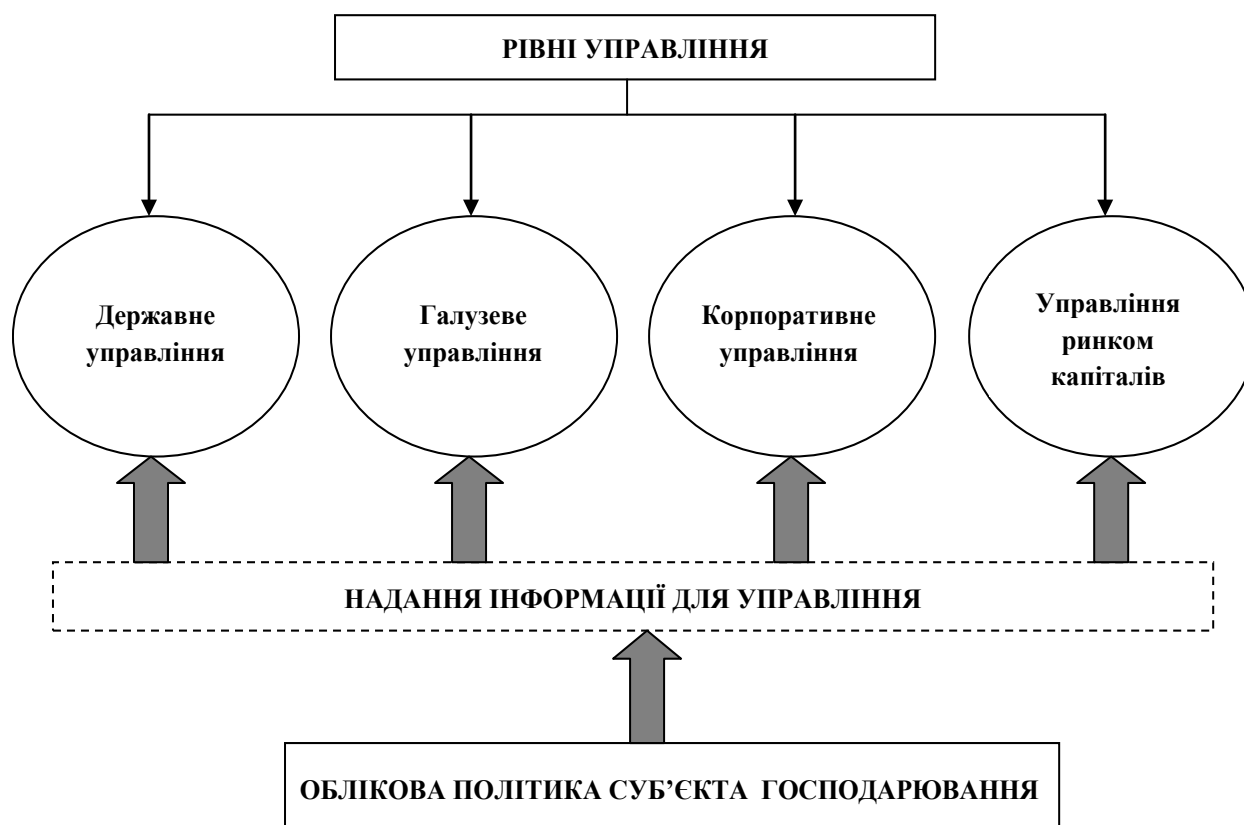 РІВНІ УПРАВЛІННЯ
Державне
управління
Галузеве
управління
Корпоративне
управління
Управління
ринком
капіталів
НАДАННЯ ІНФОРМАЦІЇ ДЛЯ УПРАВЛІННЯ
ОБЛІКОВА ПОЛІТИКА СУБ’ЄКТА ГОСПОДАРЮВАННЯ